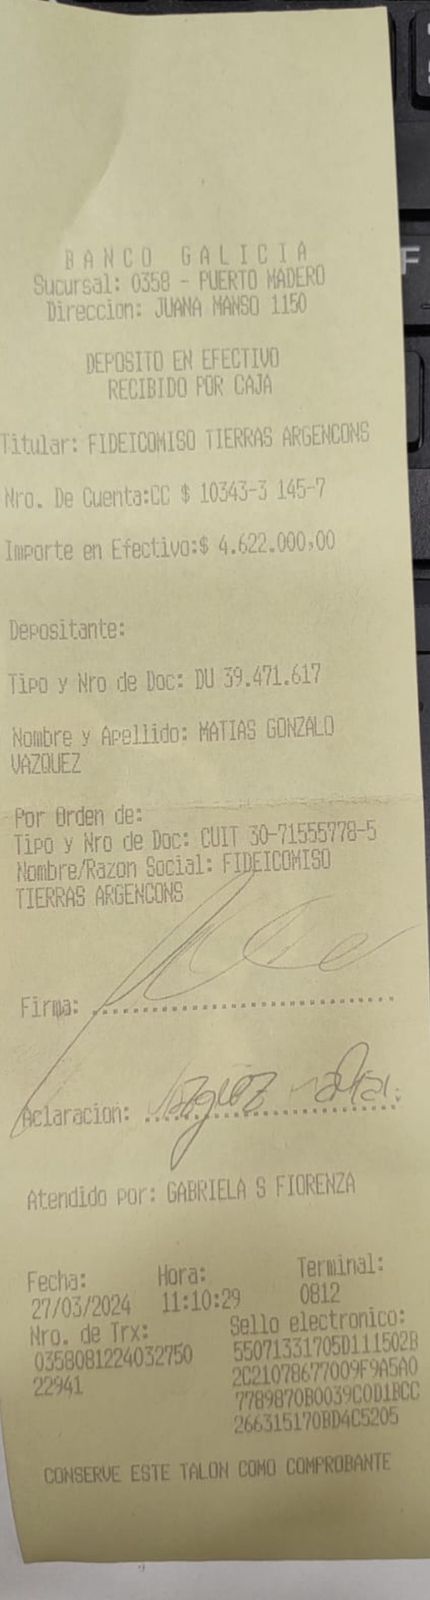 BANCO GALICIA
Sucursal: 0358 - PUERTO MADERO
Direccion: JUANA MANSO 1150
DEPOSITO EN EFECTIVO
RECIBIDO POR CAJA
Titular: FIDEICOMISO TIERRAS ARGENCONS
Nro. De Cuenta:CC $ 10343-3 145-7
Importe en Efectivo:$ 4.622.000,00
Depositante:
Tipo y Nro de Doc: DU 39.471.617
Nombre y Apellido: MATIAS GONZALO
VAZQUEZ
Por Orden de:
Tipo y Nro de Doc: CUIT 30-71555778-5
Nombre/Razon Social: FIDEICOMISO
TIERRAS ARGENCONS
Firma:
Aclaracion: Vazquez
Atendido por: GABRIELA S FIORENZA
Fecha: Hora: Terminal:
27/03/2024 11:10:29 0812
Nro. de Trx: Sello electronico:
0358081224032750 55071331705D111502B
22941 2C21078677009F9A5A0
7789870B0039C0D1BCC
266315170BD4C5205
CONSERVE ESTE TALON COMO COMPROBANTE
F